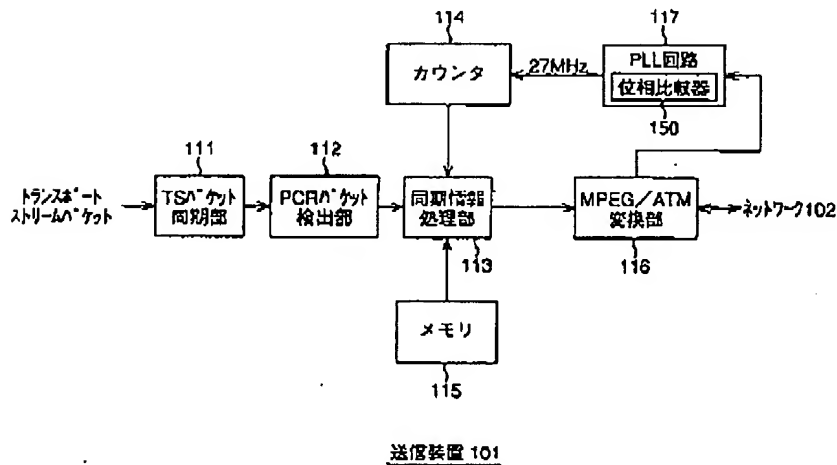 114
117
カウンタ
27MHz
PLL回路
位相比較器
150
111
112
トランスポート
ストリームパケット
TSパケット
同期部
PCRパケット
検出部
同期情報
処理部
113
MPEG/ATM
変換部
116
ネットワーク102
メモリ
115
送信装置 101